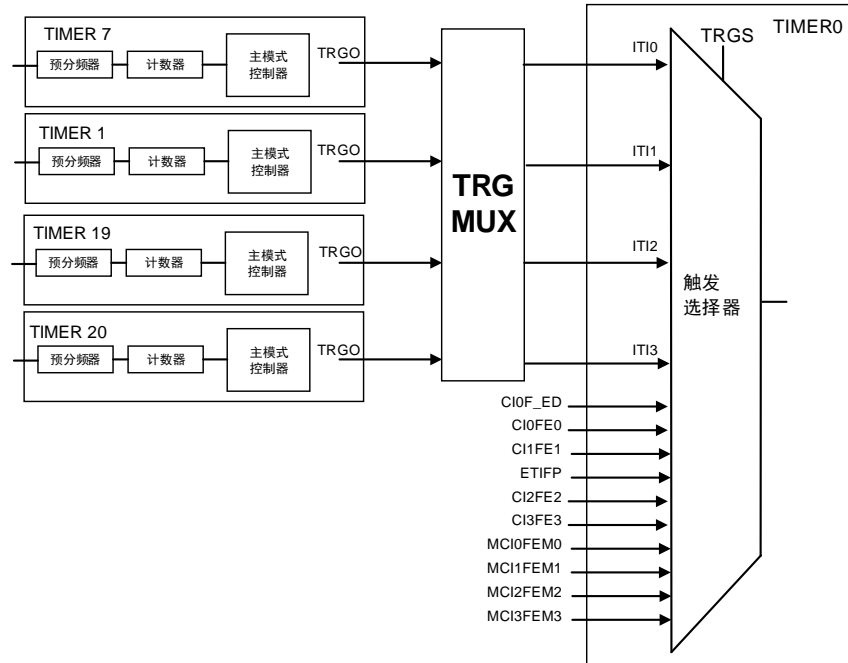 TIMER 7
预分频器
计数器
主模式
控制器
TRGO
TIMER 1
预分频器
计数器
主模式
控制器
TRGO
TIMER 19
预分频器
计数器
主模式
控制器
TRGO
TIMER 20
预分频器
计数器
主模式
控制器
TRGO
TRG
MUX
TIMER0
TRGS
ITI0
ITI1
ITI2
ITI3
CI0F_ED
CI0FE0
CI1FE1
ETIFP
CI2FE2
CI3FE3
MCI0FEM0
MCI1FEM1
MCI2FEM2
MCI3FEM3
触发
选择器